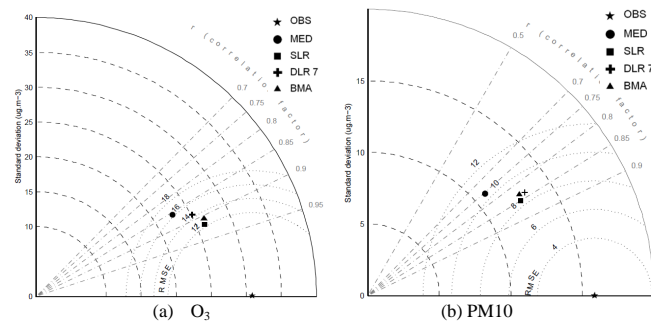 (a)
40
35
30
25
20
15
10
Standard deviation (ug m−3)
OBS
MED
SLR
DLR 7
BMA
r (correlation factor)
0.7
0.75
0.8
0.85
0.9
0.95
18
16
14
12
RMSE
(a) O₃
(b)
15
10
5
Standard deviation (ug m−3)
OBS
MED
SLR
DLR 7
BMA
r (correlation factor)
0.5
0.7
0.75
0.8
0.85
0.9
12
10
8
6
4
RMSE
(b) PM10